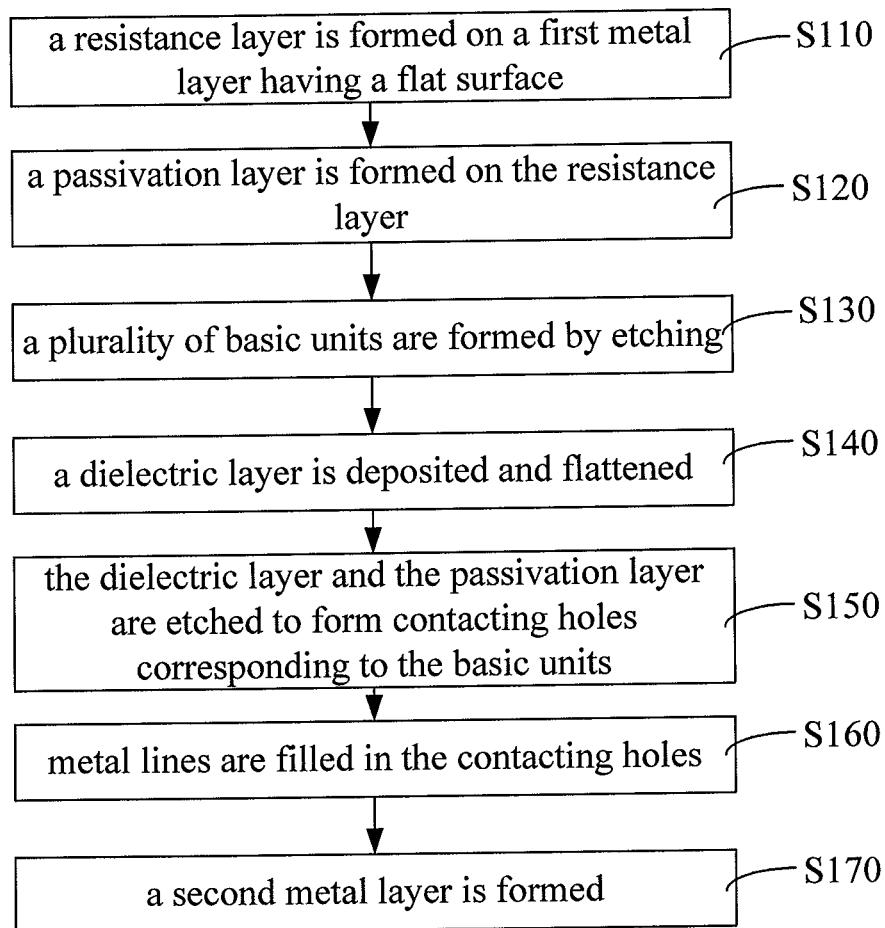 a resistance layer is formed on a first metal
layer having a flat surface
S110
a passivation layer is formed on the resistance
layer
S120
a plurality of basic units are formed by etching
S130
a dielectric layer is deposited and flattened
S140
the dielectric layer and the passivation layer
are etched to form contacting holes
corresponding to the basic units
S150
metal lines are filled in the contacting holes
S160
a second metal layer is formed
S170